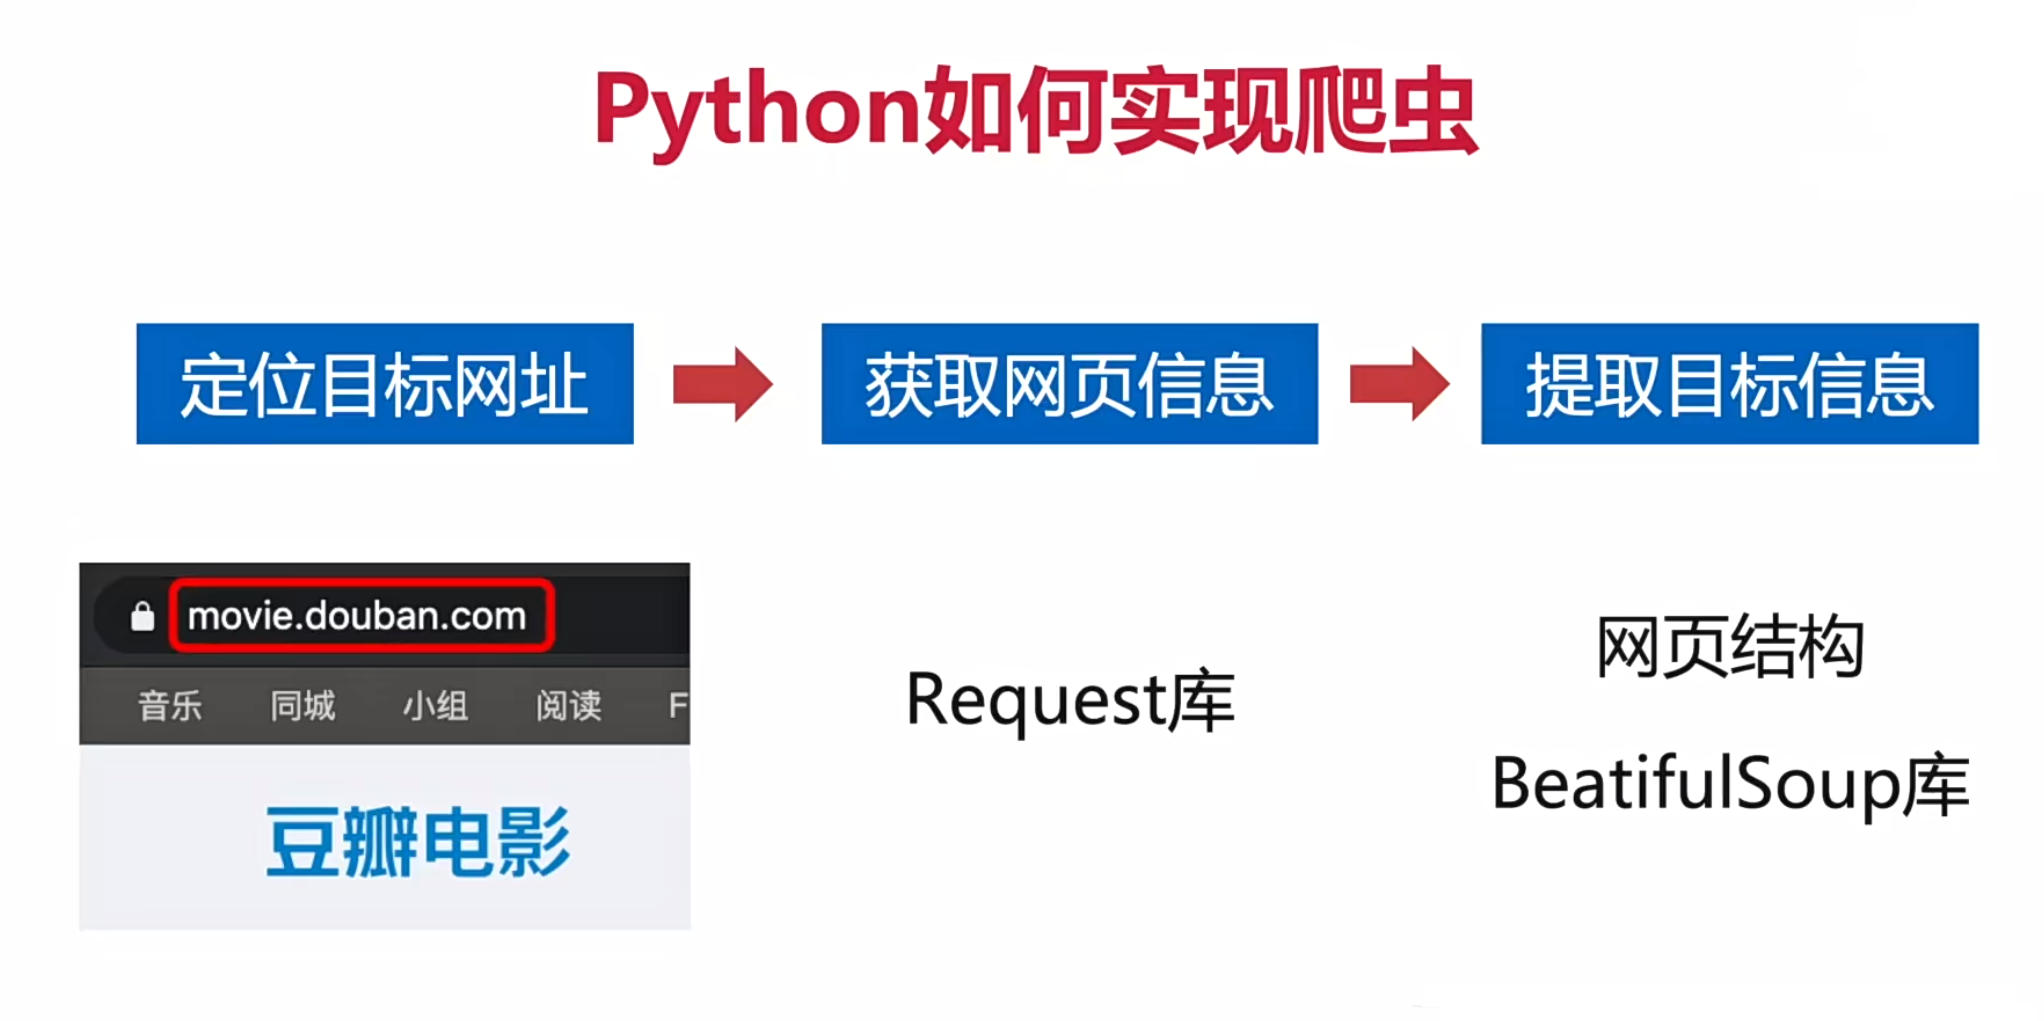 Python如何实现爬虫
定位目标网址
获取网页信息
提取目标信息
movie.douban.com
音乐 同城 小组 阅读 F
豆瓣电影
Request库
网页结构
BeatifulSoup库